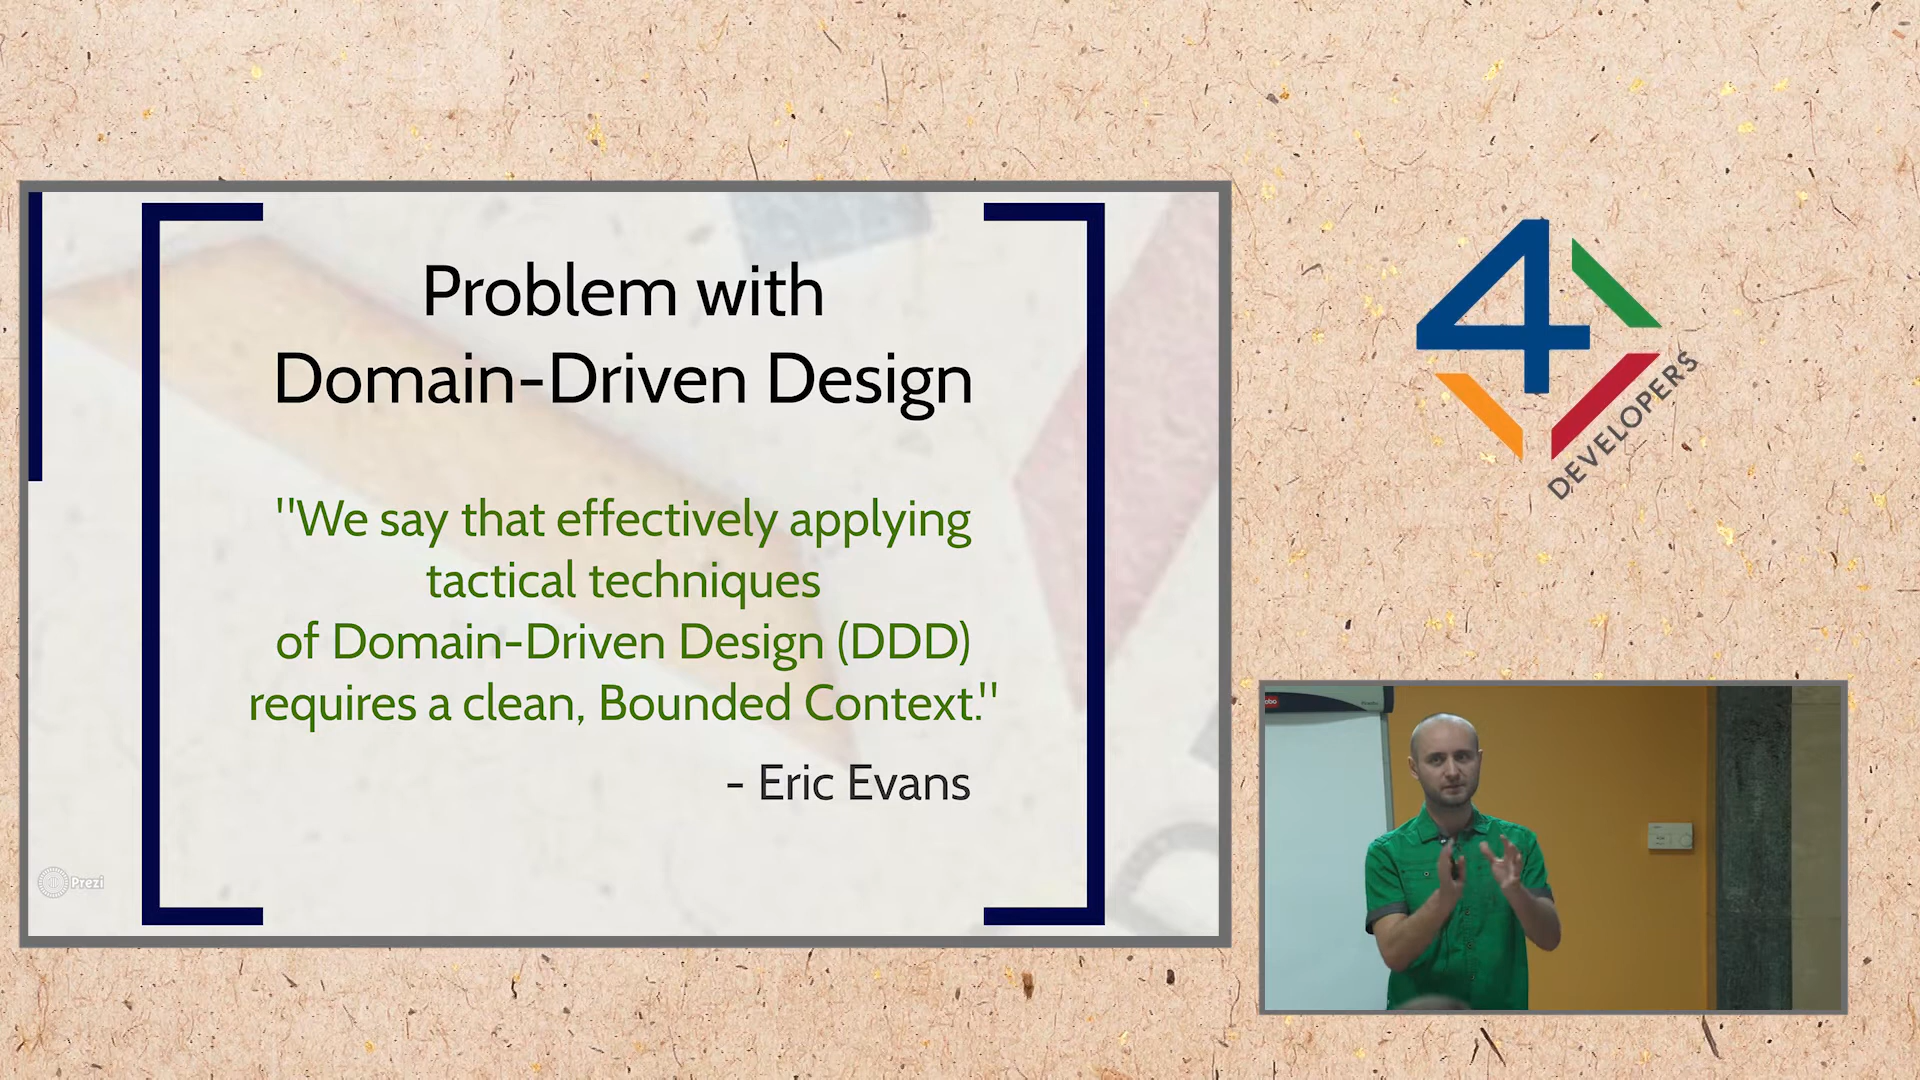 Problem with
Domain-Driven Design
"We say that effectively applying
tactical techniques
of Domain-Driven Design (DDD)
requires a clean, Bounded Context."
- Eric Evans
Prezi
4
DEVELOPERS